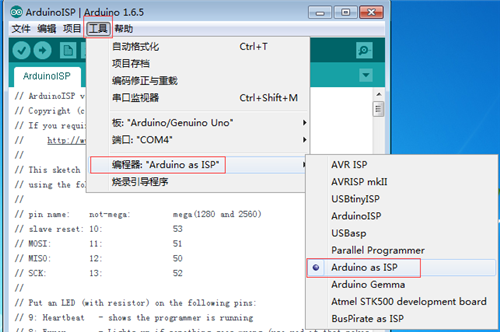 ArduinoISP | Arduino 1.6.5
文件 编辑 项目 工具 帮助
自动格式化 Ctrl+T
项目存档
编码修正与重载
串口监视器 Ctrl+Shift+M
板: "Arduino/Genuino Uno"
端口: "COM4"
编程器: "Arduino as ISP"
烧录引导程序
AVR ISP
AVRISP mkII
USBtinyISP
ArduinoISP
USBasp
Parallel Programmer
Arduino as ISP
Arduino Gemma
Atmel STK500 development board
BusPirate as ISP
ArduinoISP
// ArduinoISP v
// Copyright (c
// If you requi
// http://ww
//
// This sketch
// using the fol
//
// pin name: not-mega: mega(1280 and 2560)
// slave reset: 10: 53
// MOSI: 11: 51
// MISO: 12: 50
// SCK: 13: 52
//
// Put an LED (with resistor) on the following pins:
// 9: Heartbeat - shows the programmer is running